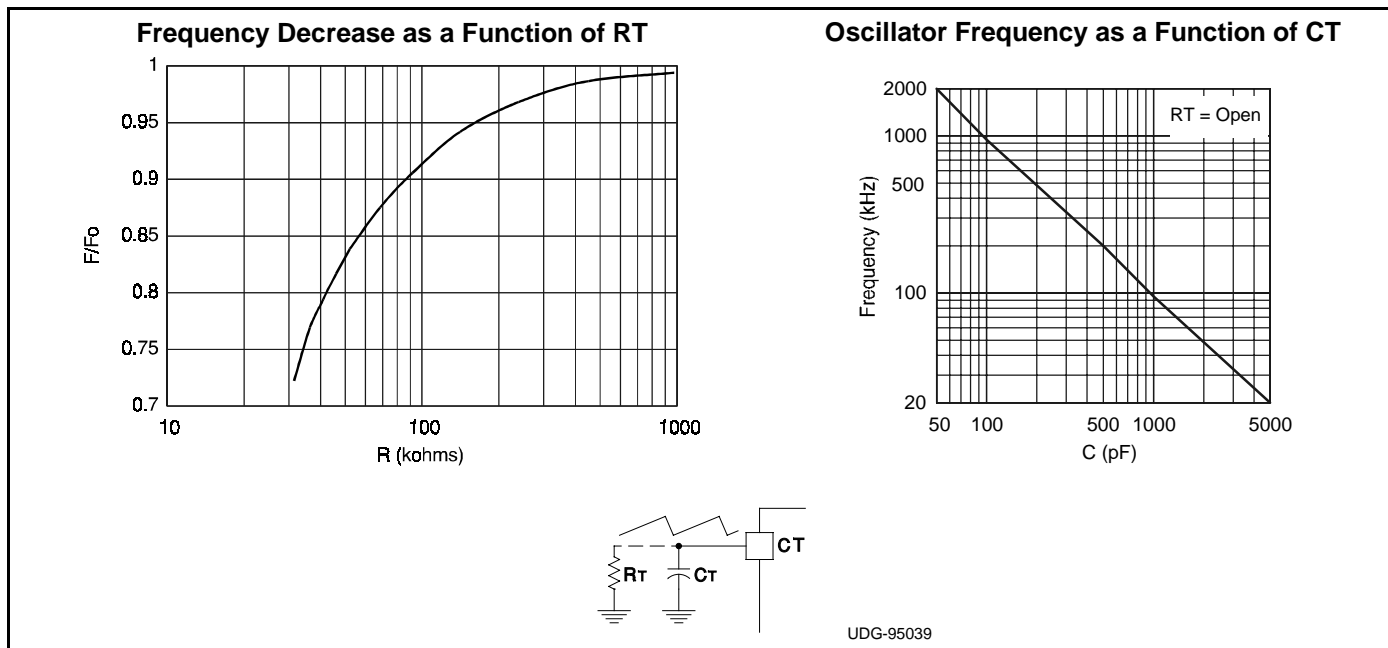 Frequency Decrease as a Function of RT
1
0.95
0.9
0.85
0.8
0.75
0.7
F/Fo
10
100
1000
R (kohms)
Oscillator Frequency as a Function of CT
RT = Open
2000
1000
500
100
20
Frequency (kHz)
50
100
500
1000
5000
C (pF)
RT
CT
CT
UDG-95039